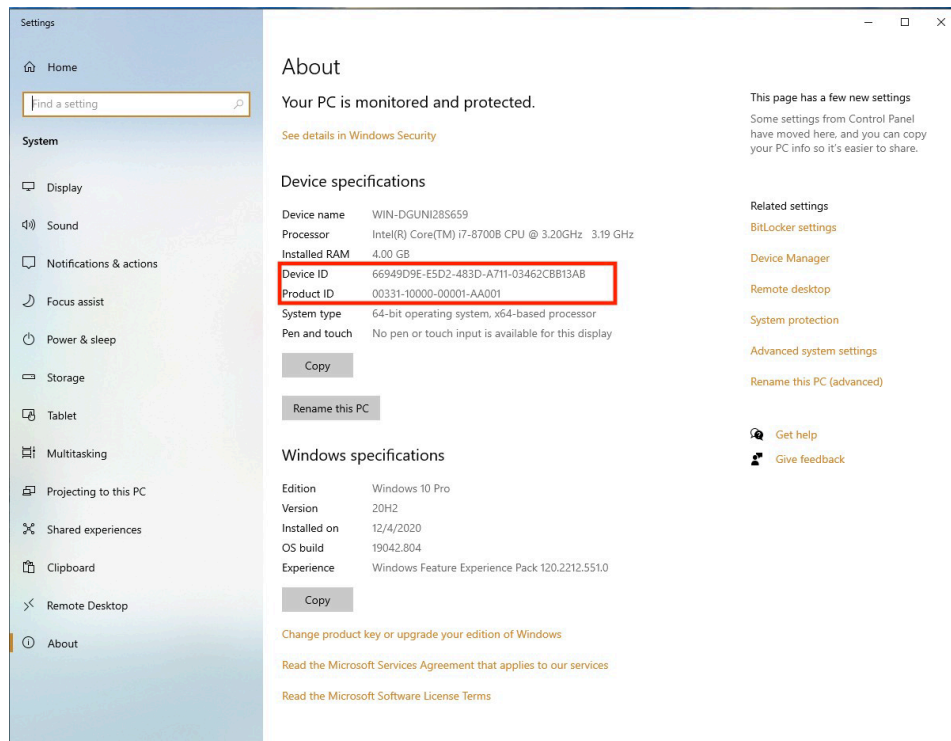 Settings
Home
Find a setting
System
Display
Sound
Notifications & actions
Focus assist
Power & sleep
Storage
Tablet
Multitasking
Projecting to this PC
Shared experiences
Clipboard
Remote Desktop
About
About
Your PC is monitored and protected.
See details in Windows Security
Device specifications
Device name WIN-DGUNI28S659
Processor Intel(R) Core(TM) i7-8700B CPU @ 3.20GHz 3.19 GHz
Installed RAM 4.00 GB
Device ID 66949D9E-E5D2-483D-A711-03462CBB13AB
Product ID 00331-10000-00001-AA001
System type 64-bit operating system, x64-based processor
Pen and touch No pen or touch input is available for this display
Copy
Rename this PC
Windows specifications
Edition Windows 10 Pro
Version 20H2
Installed on 12/4/2020
OS build 19042.804
Experience Windows Feature Experience Pack 120.2212.551.0
Copy
Change product key or upgrade your edition of Windows
Read the Microsoft Services Agreement that applies to our services
Read the Microsoft Software License Terms
This page has a few new settings
Some settings from Control Panel
have moved here, and you can copy
your PC info so it's easier to share.
Related settings
BitLocker settings
Device Manager
Remote desktop
System protection
Advanced system settings
Rename this PC (advanced)
Get help
Give feedback